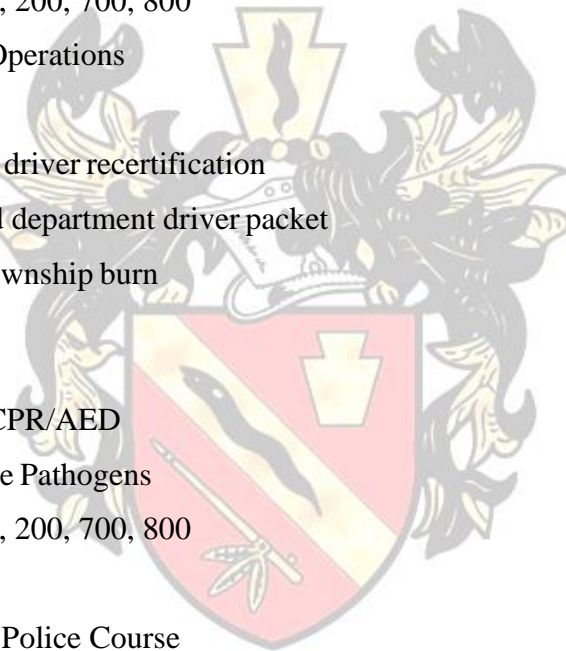 , 200, 700, 800
Operations
driver recertification
department driver packet
wnship burn
CPR/AED
e Pathogens
, 200, 700, 800
Police Course